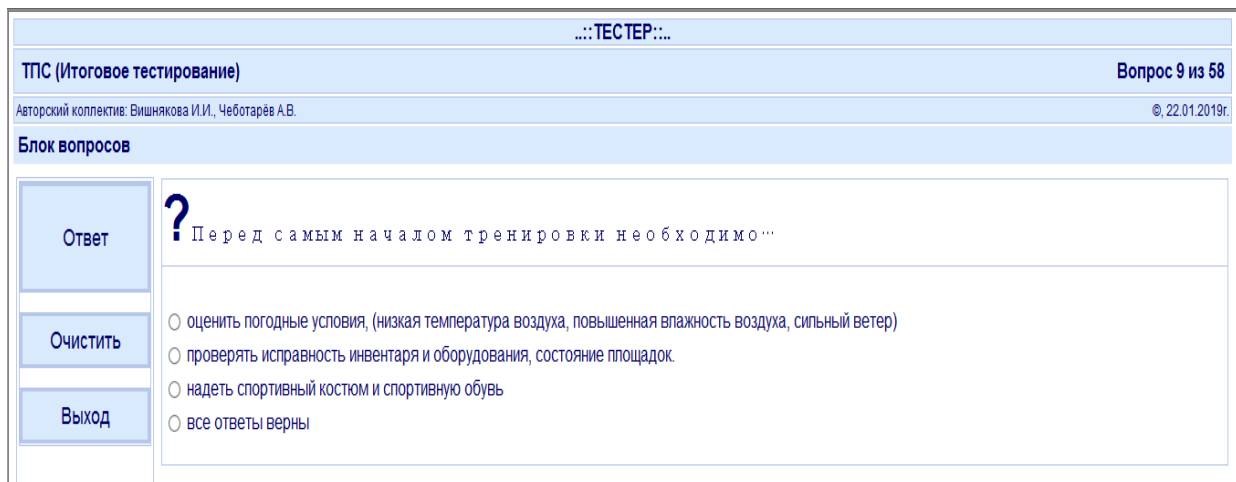 ..::ТЕСТЕР::..
ТПС (Итоговое тестирование) Вопрос 9 из 58
Авторский коллектив: Вишнякова И.И., Чеботарёв А.В. ©, 22.01.2019г.
Блок вопросов
Ответ
Очистить
Выход
?Перед самым началом тренировки необходимо…
оценить погодные условия, (низкая температура воздуха, повышенная влажность воздуха, сильный ветер)
проверять исправность инвентаря и оборудования, состояние площадок.
надеть спортивный костюм и спортивную обувь
все ответы верны